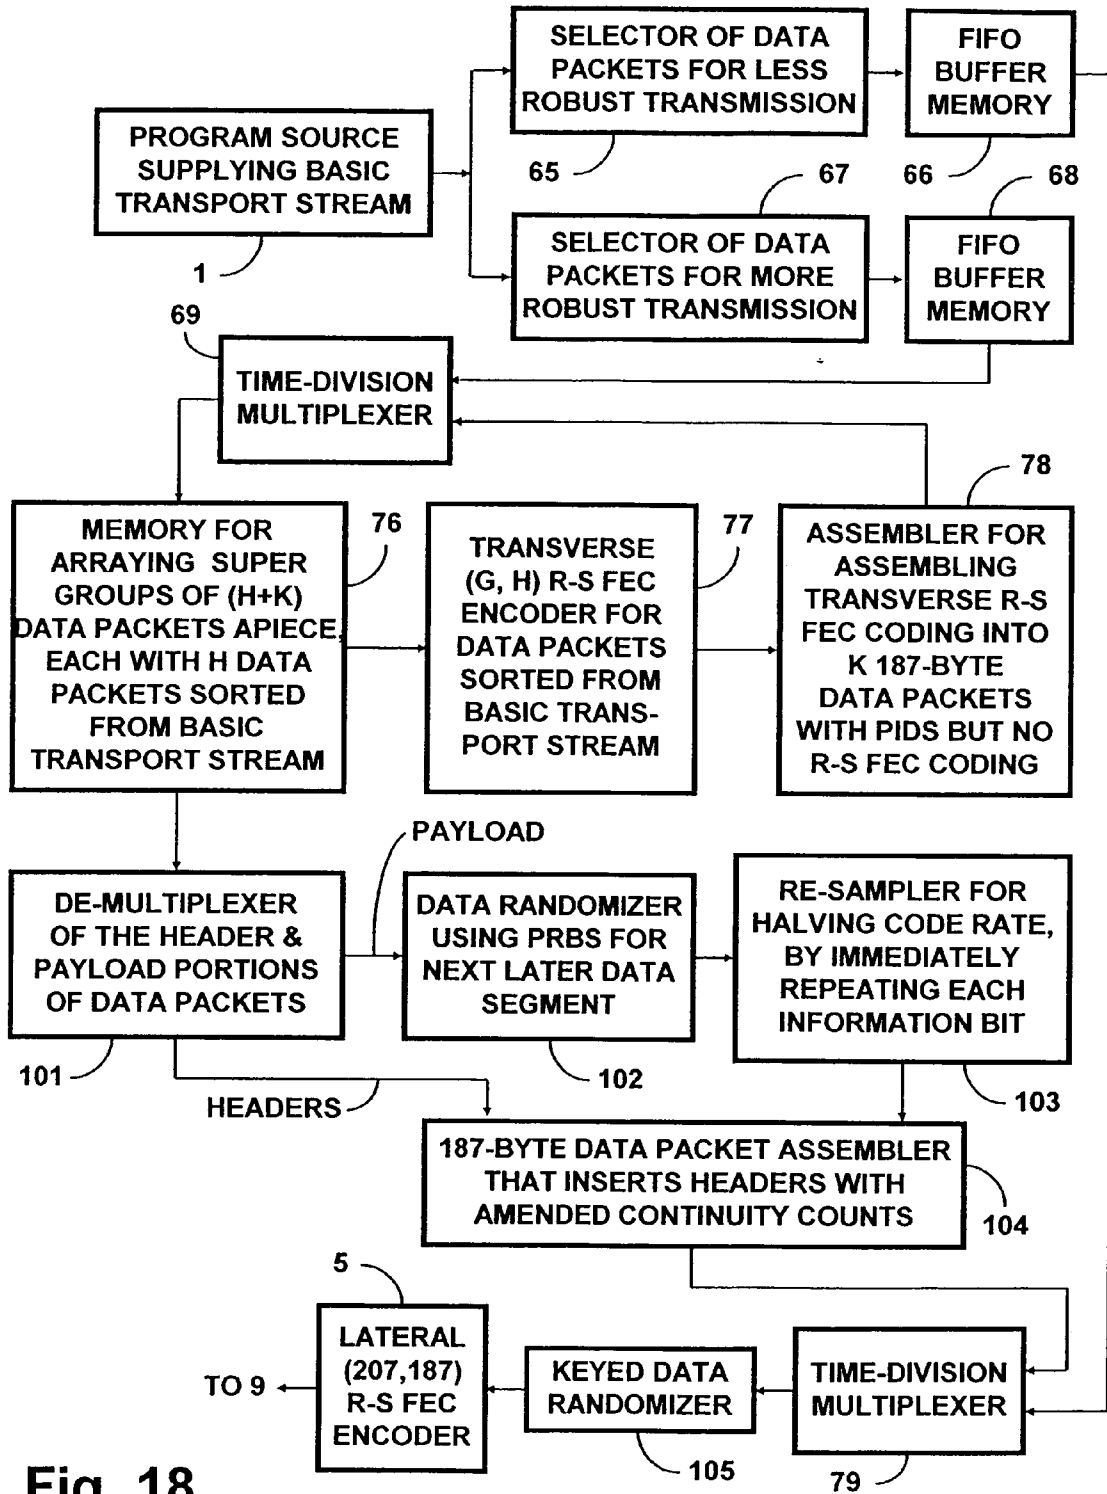 SELECTOR OF DATA
PACKETS FOR LESS
ROBUST TRANSMISSION
65
FIFO
BUFFER
MEMORY
66
PROGRAM SOURCE
SUPPLYING BASIC
TRANSPORT STREAM
1
67
SELECTOR OF DATA
PACKETS FOR MORE
ROBUST TRANSMISSION
68
FIFO
BUFFER
MEMORY
69
TIME-DIVISION
MULTIPLEXER
76
MEMORY FOR
ARRAYING SUPER
GROUPS OF (H+K)
DATA PACKETS APIECE,
EACH WITH H DATA
PACKETS SORTED
FROM BASIC
TRANSPORT STREAM
77
TRANSVERSE
(G, H) R-S FEC
ENCODER FOR
DATA PACKETS
SORTED FROM
BASIC TRANS-
PORT STREAM
78
ASSEMBLER FOR
ASSEMBLING
TRANSVERSE R-S
FEC CODING INTO
K 187-BYTE
DATA PACKETS
WITH PIDS BUT NO
R-S FEC CODING
DE-MULTIPLEXER
OF THE HEADER &
PAYLOAD PORTIONS
OF DATA PACKETS
101
PAYLOAD
DATA RANDOMIZER
USING PRBS FOR
NEXT LATER DATA
SEGMENT
102
RE-SAMPLER FOR
HALVING CODE RATE,
BY IMMEDIATELY
REPEATING EACH
INFORMATION BIT
103
HEADERS
187-BYTE DATA PACKET ASSEMBLER
THAT INSERTS HEADERS WITH
AMENDED CONTINUITY COUNTS
104
5
TO 9
LATERAL
(207,187)
R-S FEC
ENCODER
KEYED DATA
RANDOMIZER
105
TIME-DIVISION
MULTIPLEXER
79
Fig. 18